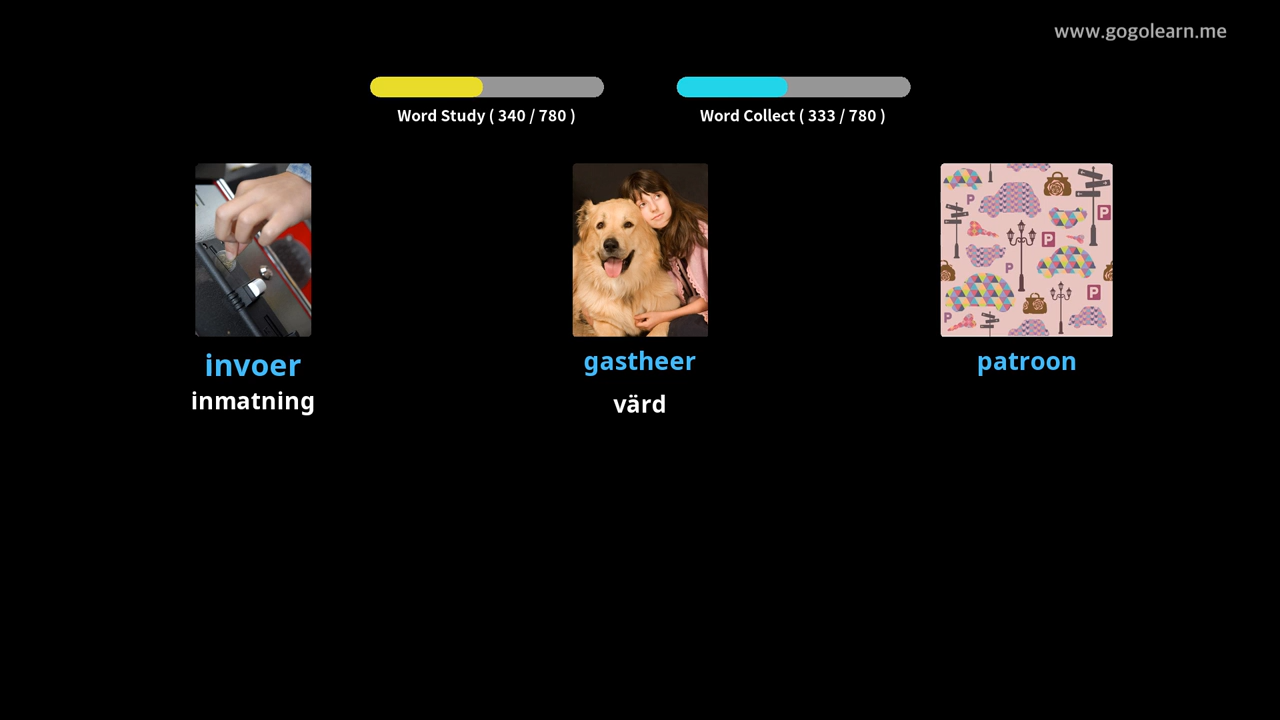 www.gogolearn.me
Word Study ( 340 / 780 )
Word Collect ( 333 / 780 )
invoer
inmatning
gastheer
värd
patroon
P
P
P
P
P
P